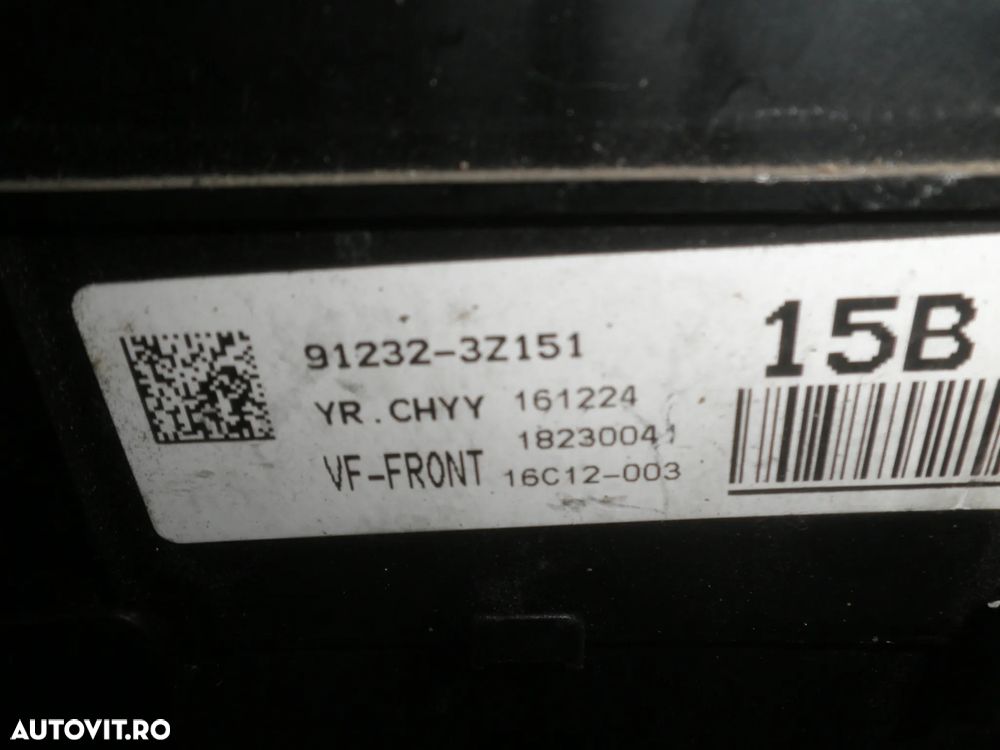 91232-3Z151
15B
YR.CHYY 161224
18230041
VF-FRONT 16C12-003
AUTOVIT.RO